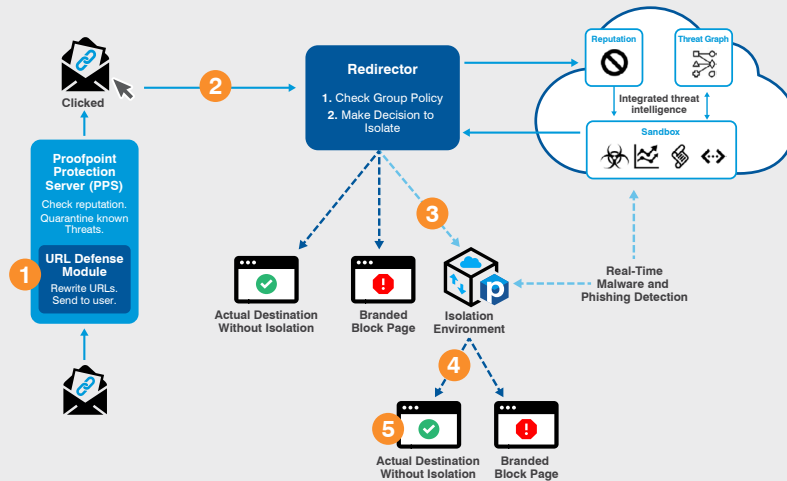 Clicked
2
Redirector
1. Check Group Policy
2. Make Decision to
Isolate
Reputation
Threat Graph
Integrated threat
intelligence
Sandbox
Proofpoint
Protection
Server (PPS)
Check reputation.
Quarantine known
Threats.
1
URL Defense
Module
Rewrite URLs.
Send to user.
3
Actual Destination
Without Isolation
Branded
Block Page
p
Isolation
Environment
Real-Time
Malware and
Phishing Detection
4
5
Actual Destination
Without Isolation
Branded
Block Page